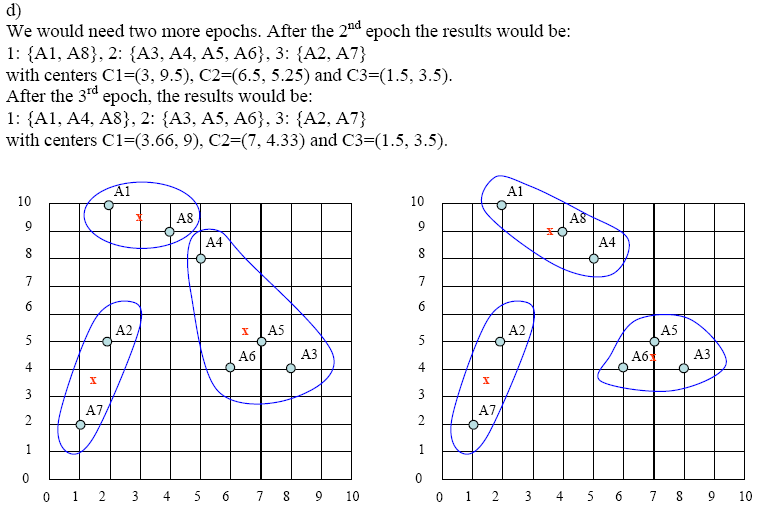 d)
We would need two more epochs. After the 2nd epoch the results would be:
1: {A1, A8}, 2: {A3, A4, A5, A6}, 3: {A2, A7}
with centers C1=(3, 9.5), C2=(6.5, 5.25) and C3=(1.5, 3.5).
After the 3rd epoch, the results would be:
1: {A1, A4, A8}, 2: {A3, A5, A6}, 3: {A2, A7}
with centers C1=(3.66, 9), C2=(7, 4.33) and C3=(1.5, 3.5).
A1
10
x
A8
9
A4
8
7
6
A2
x
A5
5
A6
A3
4
x
3
A7
2
1
0
0 1 2 3 4 5 6 7 8 9 10
A1
10
A8
9
x
A4
8
7
6
A2
A5
5
A6
x
A3
4
x
3
A7
2
1
0
0 1 2 3 4 5 6 7 8 9 10